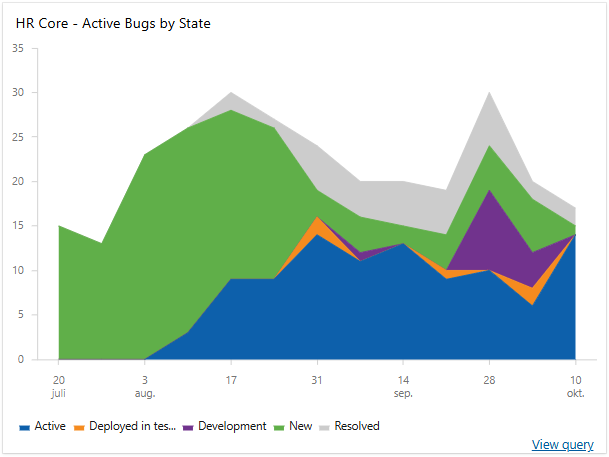 HR Core - Active Bugs by State
35
30
25
20
15
10
5
0
20 3 17 31 14 28 10
juli aug. sep. okt.
Active Deployed in tes... Development New Resolved
View query